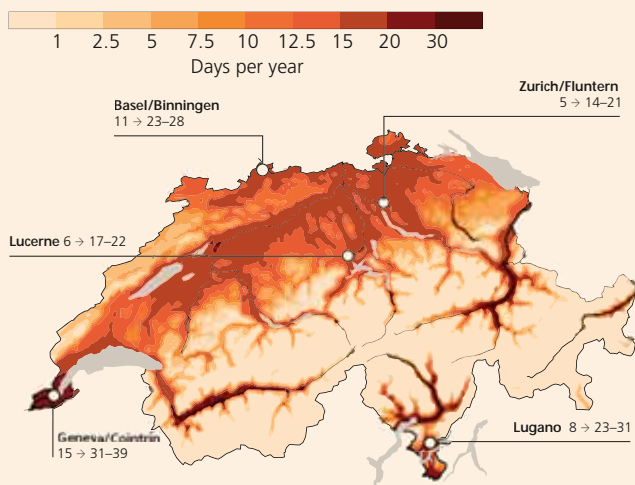 1 2.5 5 7.5 10 12.5 15 20 30
Days per year
Zurich/Fluntern
5 → 14–21
Basel/Binningen
11 → 23–28
Lucerne 6 → 17–22
Lugano 8 → 23–31
Geneva/Cointrin
15 → 31–39